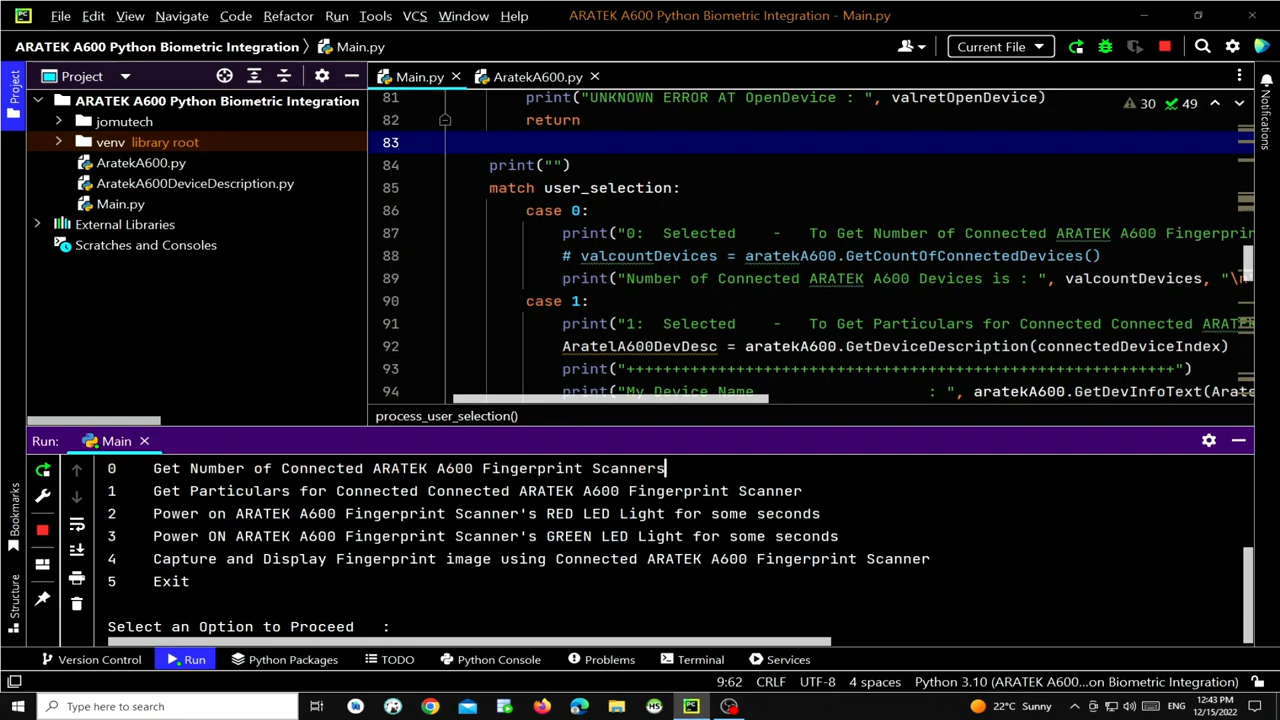 File Edit View Navigate Code Refactor Run Tools VCS Window Help ARATEK A600 Python Biometric Integration - Main.py
ARATEK A600 Python Biometric Integration Main.py Current File
Project Main.py AratekA600.py
ARATEK A600 Python Biometric Integration
jomutech
venv library root
AratekA600.py
AratekA600DeviceDescription.py
Main.py
External Libraries
Scratches and Consoles
Project
Notifications
30 49
81 print("UNKNOWN ERROR AT OpenDevice : ", valretOpenDevice)
82 return
83
84 print("")
85 match user_selection:
86 case 0:
87 print("0: Selected - To Get Number of Connected ARATEK A600 Fingerprin
88 # valcountDevices = aratekA600.GetCountOfConnectedDevices()
89 print("Number of Connected ARATEK A600 Devices is : ", valcountDevices, "\n
90 case 1:
91 print("1: Selected - To Get Particulars for Connected Connected ARATE
92 AratelA600DevDesc = aratekA600.GetDeviceDescription(connectedDeviceIndex)
93 print("++++++++++++++++++++++++++++++++++++++++++++++++++++++++++++")
94 print("My Device Name : ", aratekA600.GetDevInfoText(Arate
process_user_selection()
Run: Main
0 Get Number of Connected ARATEK A600 Fingerprint Scanners
1 Get Particulars for Connected Connected ARATEK A600 Fingerprint Scanner
2 Power on ARATEK A600 Fingerprint Scanner's RED LED Light for some seconds
3 Power ON ARATEK A600 Fingerprint Scanner's GREEN LED Light for some seconds
4 Capture and Display Fingerprint image using Connected ARATEK A600 Fingerprint Scanner
5 Exit
Select an Option to Proceed :
Bookmarks
Structure
Version Control Run Python Packages TODO Python Console Problems Terminal Services
9:62 CRLF UTF-8 4 spaces Python 3.10 (ARATEK A600...on Biometric Integration)
Type here to search
22°C Sunny
12:43 PM
12/15/2022